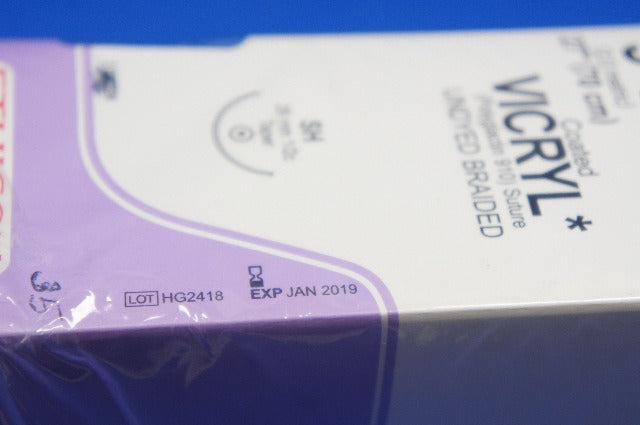 27" (70 cm)
Coated
VICRYL*
(Polyglactin 910) Suture
UNDYED BRAIDED
SH
26 mm 1/2c
Taper
LOT HG2418
EXP JAN 2019
35